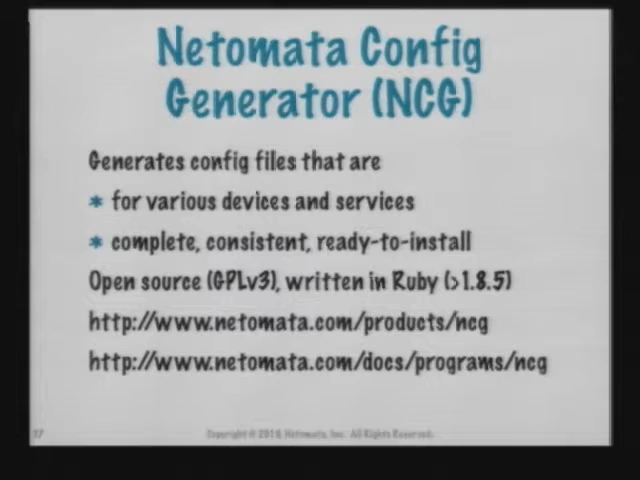 Netomata Config
Generator (NCG)
Generates config files that are
* for various devices and services
* complete, consistent, ready-to-install
Open source (GPLv3), written in Ruby (>1.8.5)
http://www.netomata.com/products/ncg
http://www.netomata.com/docs/programs/ncg
Copyright © 2010, Netomata, Inc. All Rights Reserved.